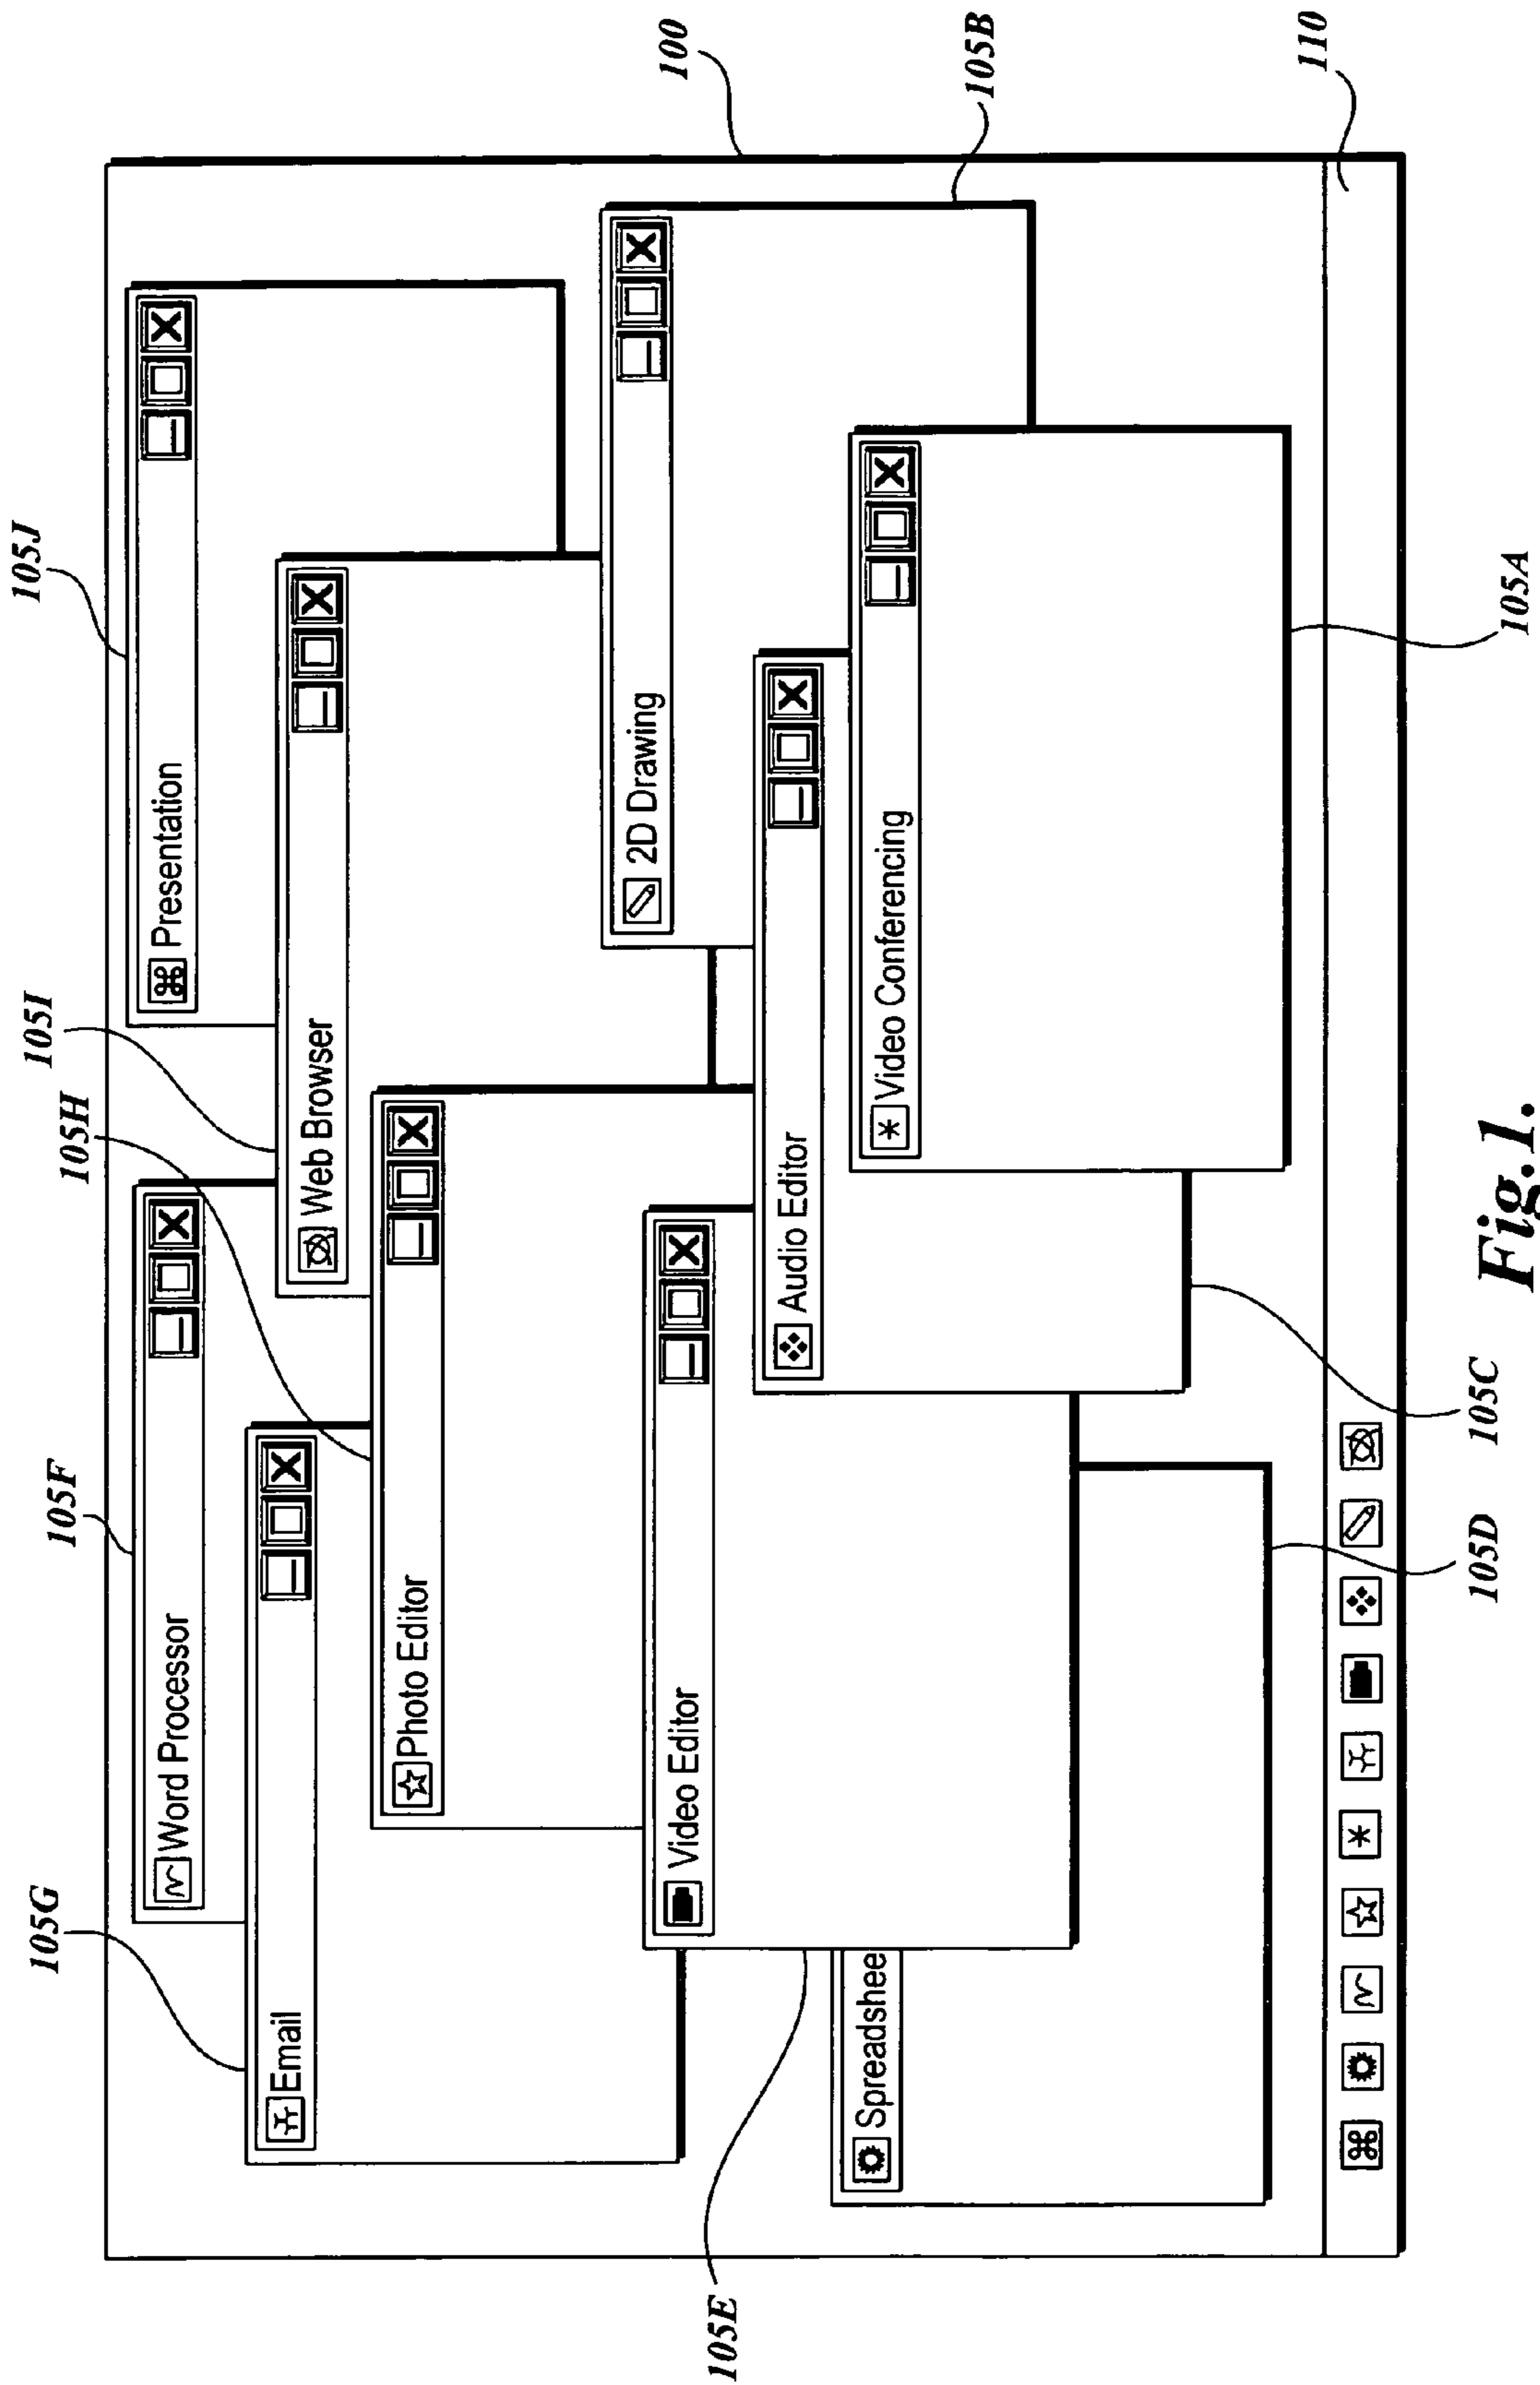 105J
105I
105H
105F
105G
100
105B
110
Word Processor
Presentation
Email
Web Browser
Photo Editor
2D Drawing
Video Editor
Audio Editor
Spreadshee
Video Conferencing
105E
105D
105C
105A
Fig.1.